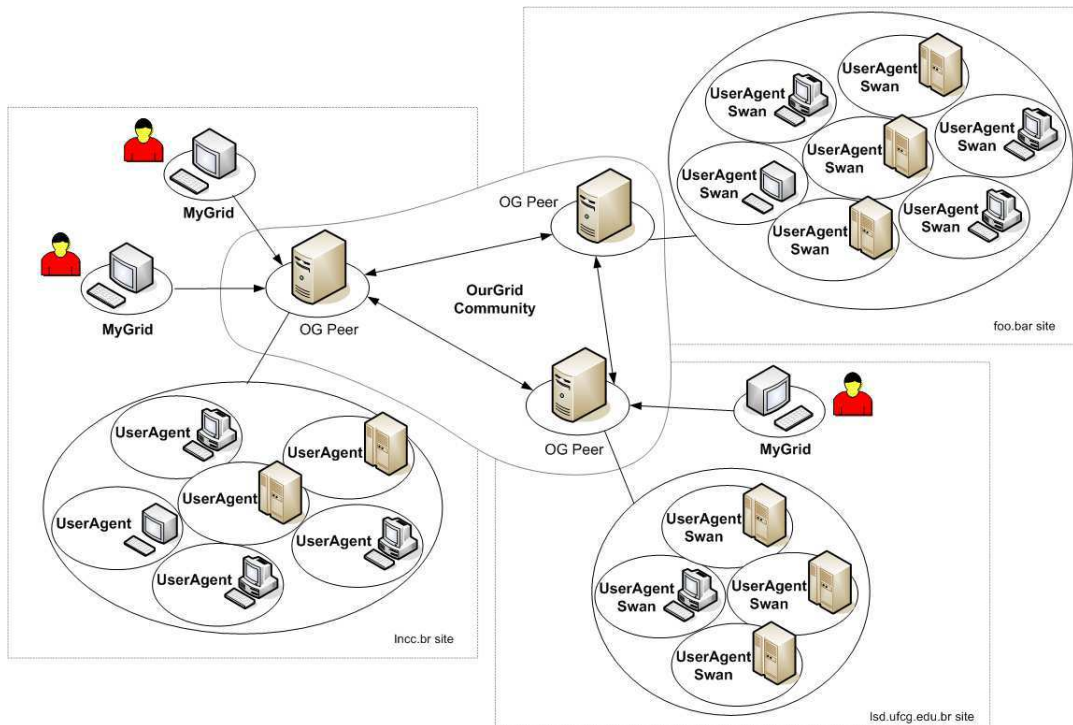 MyGrid
MyGrid
OG Peer
OG Peer
OurGrid
Community
OG Peer
MyGrid
UserAgent
Swan
UserAgent
Swan
UserAgent
Swan
UserAgent
Swan
UserAgent
Swan
UserAgent
Swan
UserAgent
Swan
foo.bar site
UserAgent
UserAgent
UserAgent
UserAgent
UserAgent
UserAgent
lncc.br site
UserAgent
Swan
UserAgent
Swan
UserAgent
Swan
UserAgent
Swan
lsd.ufcg.edu.br site